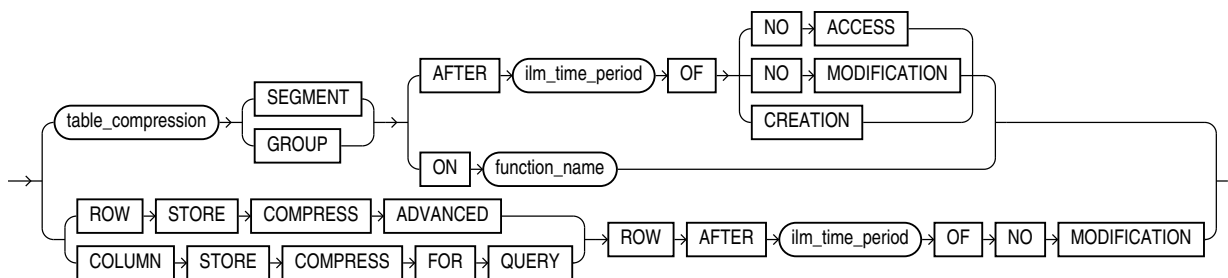 NO ACCESS
AFTER ilm_time_period OF NO MODIFICATION
SEGMENT
CREATION
table_compression
GROUP
ON function_name
ROW STORE COMPRESS ADVANCED
ROW AFTER ilm_time_period OF NO MODIFICATION
COLUMN STORE COMPRESS FOR QUERY